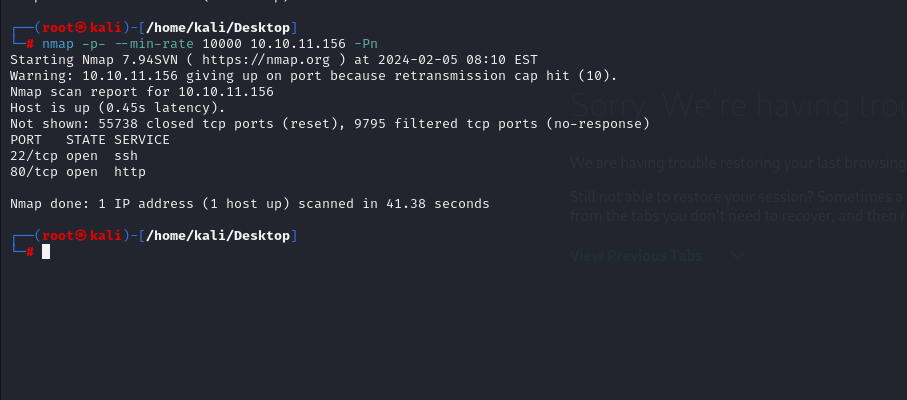 ┌──(root㉿kali)-[/home/kali/Desktop]
└─# nmap -p- --min-rate 10000 10.10.11.156 -Pn
Starting Nmap 7.94SVN ( https://nmap.org ) at 2024-02-05 08:10 EST
Warning: 10.10.11.156 giving up on port because retransmission cap hit (10).
Nmap scan report for 10.10.11.156
Host is up (0.45s latency).
Sorry. We're having trou
Not shown: 55738 closed tcp ports (reset), 9795 filtered tcp ports (no-response)
PORT   STATE SERVICE
22/tcp open  ssh
We are having trouble restoring your last browsing
80/tcp open  http
Still not able to restore your session? Sometimes a
Nmap done: 1 IP address (1 host up) scanned in 41.38 seconds
from the tabs you don't need to recover, and then
┌──(root㉿kali)-[/home/kali/Desktop]
└─#
View Previous Tabs